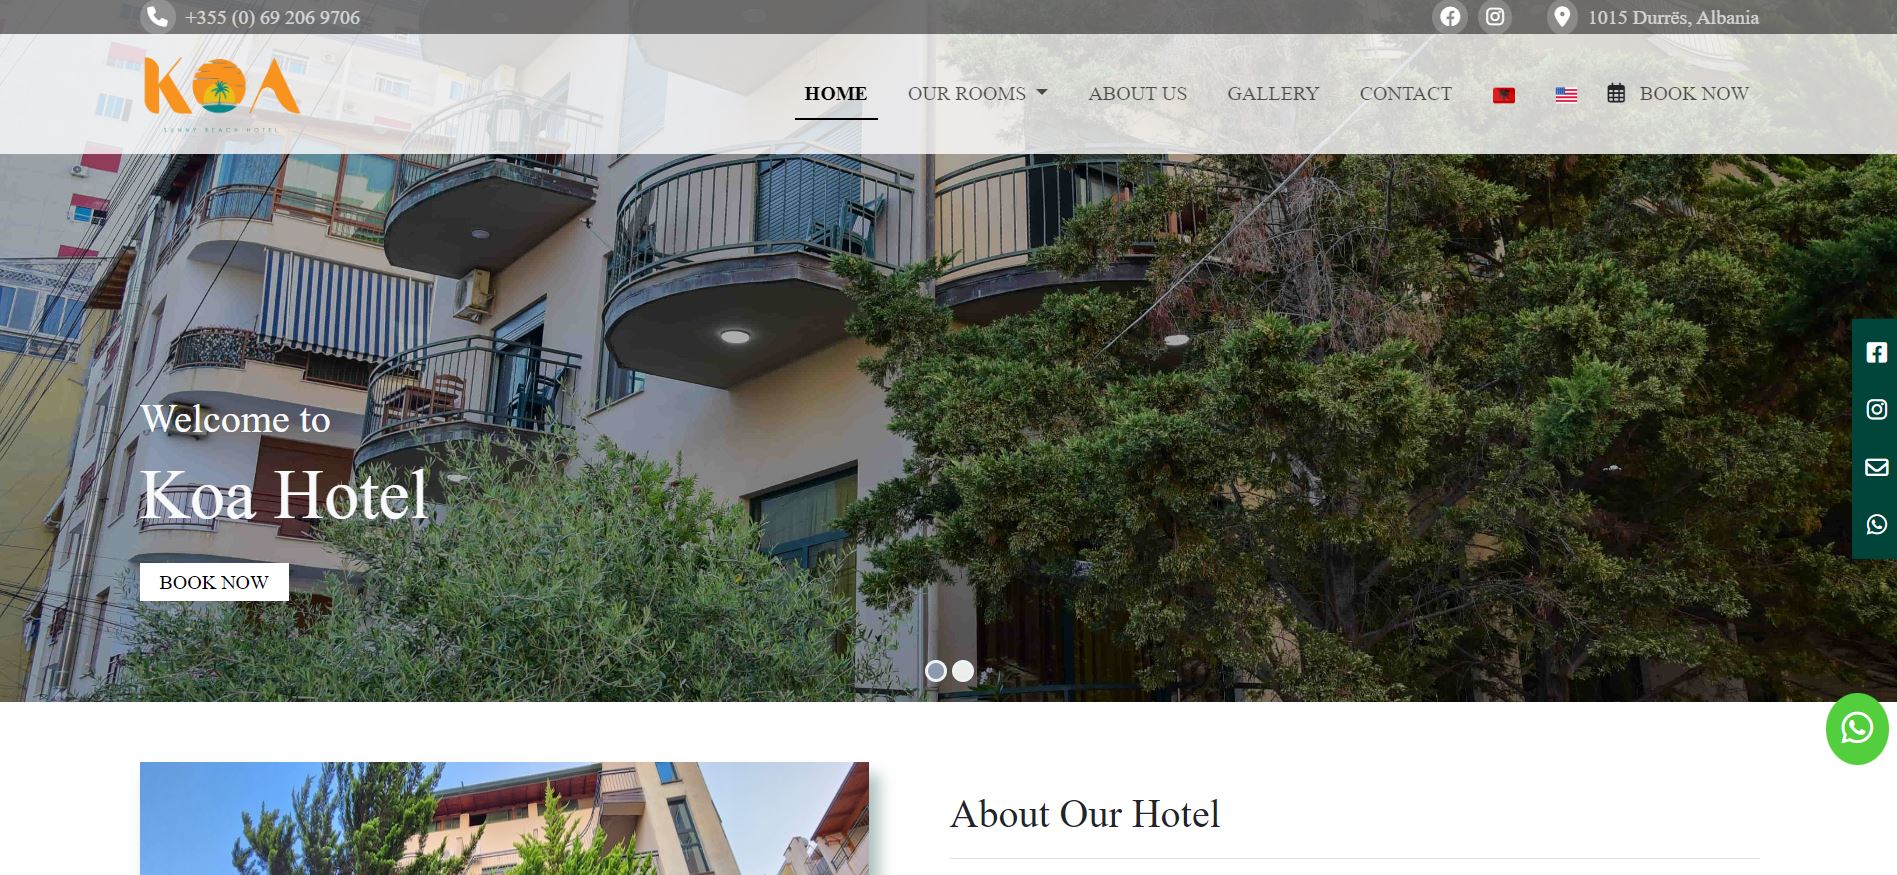 +355 (0) 69 206 9706
1015 Durrës, Albania
KOA
SUNNY BEACH HOTEL
HOME
OUR ROOMS
ABOUT US
GALLERY
CONTACT
BOOK NOW
Welcome to
Koa Hotel
BOOK NOW
About Our Hotel